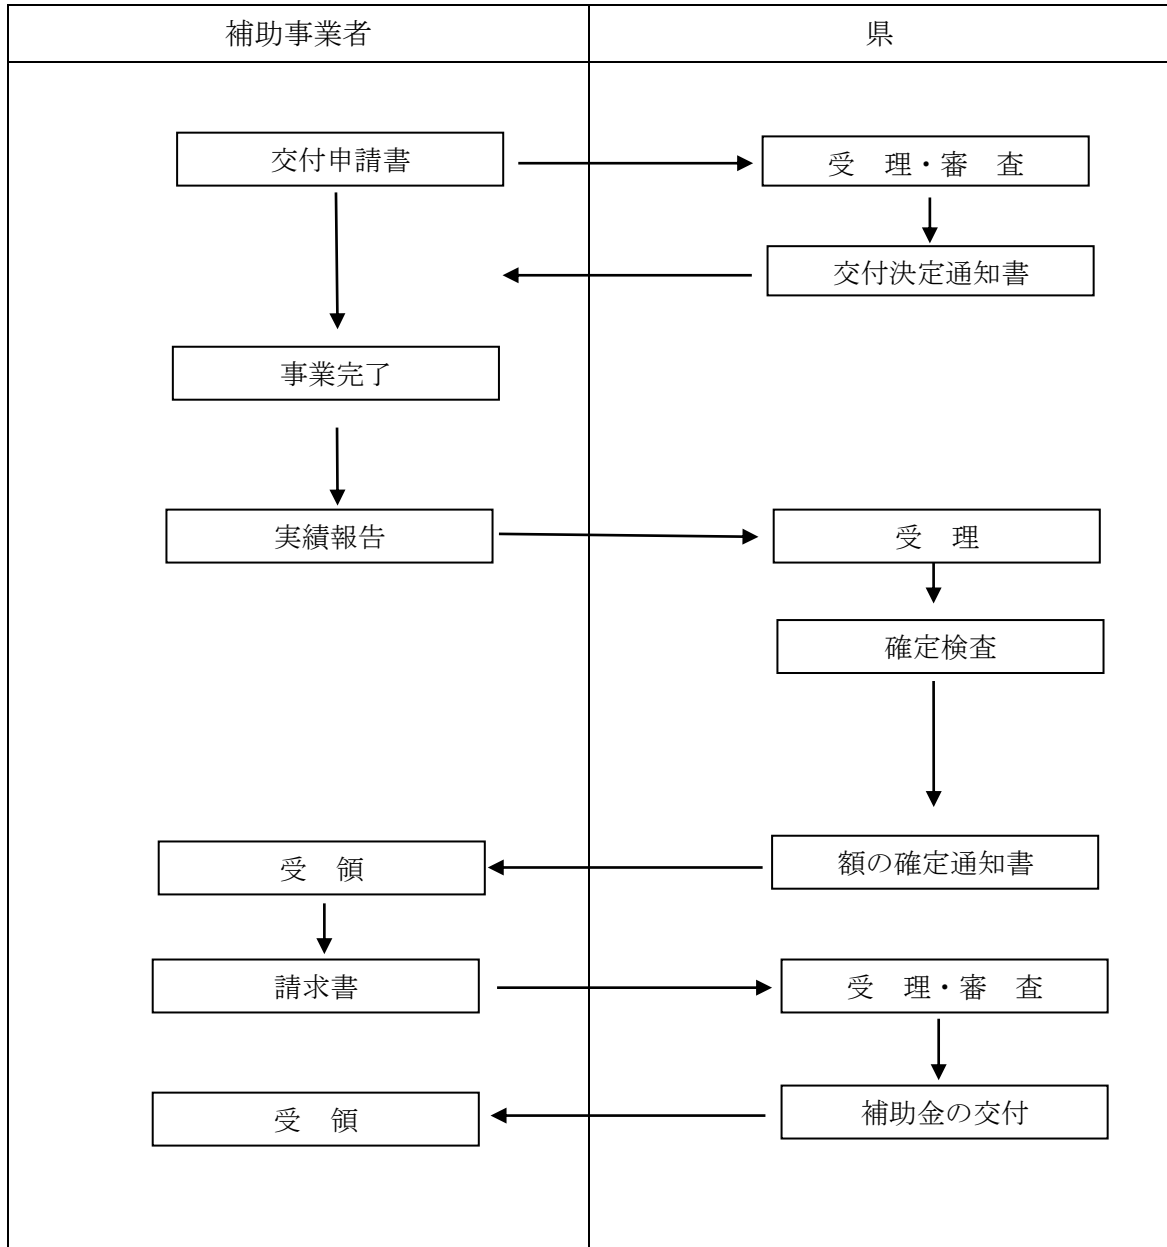 補助事業者
県
交付申請書
受　理・審　査
交付決定通知書
事業完了
実績報告
受　理
確定検査
額の確定通知書
受　領
請求書
受　理・審　査
補助金の交付
受　領